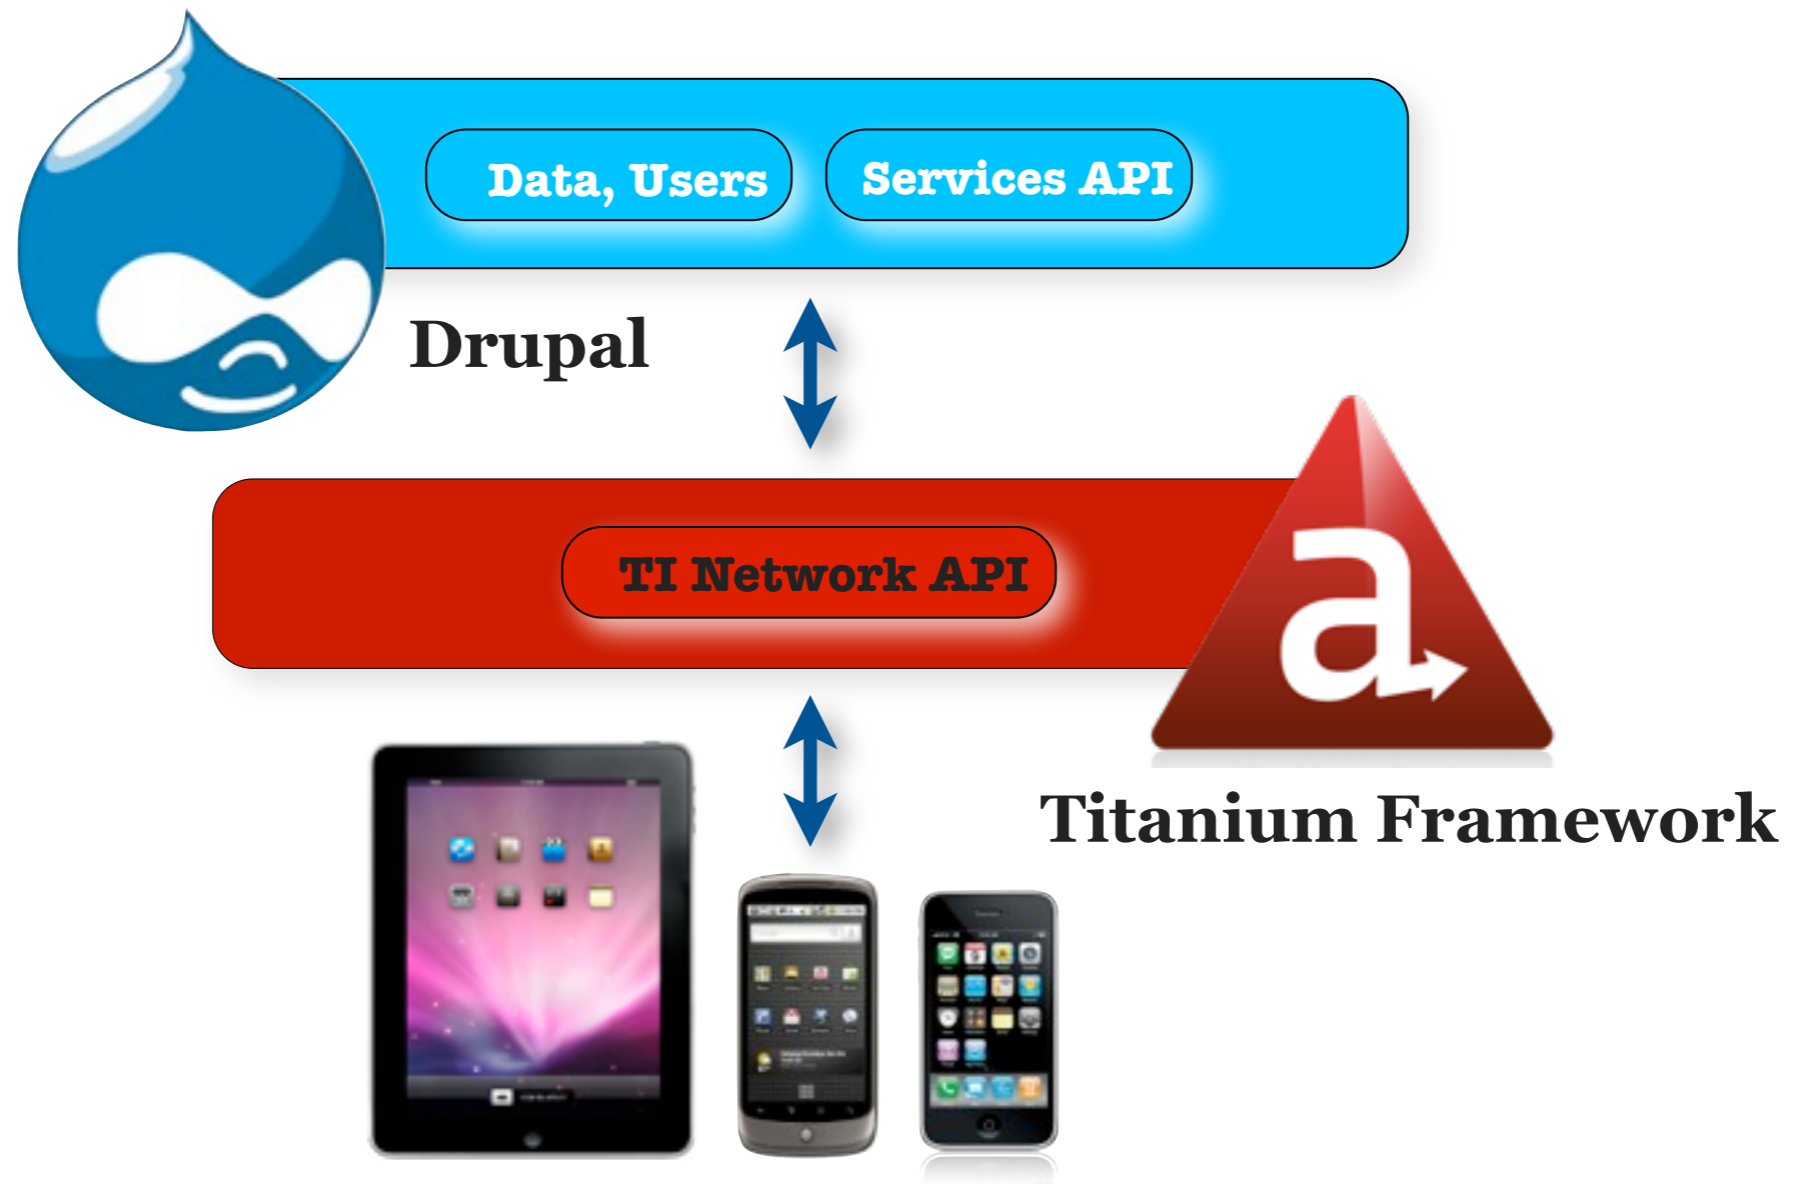 Data, Users
Services API
Drupal
TI Network API
a
Titanium Framework